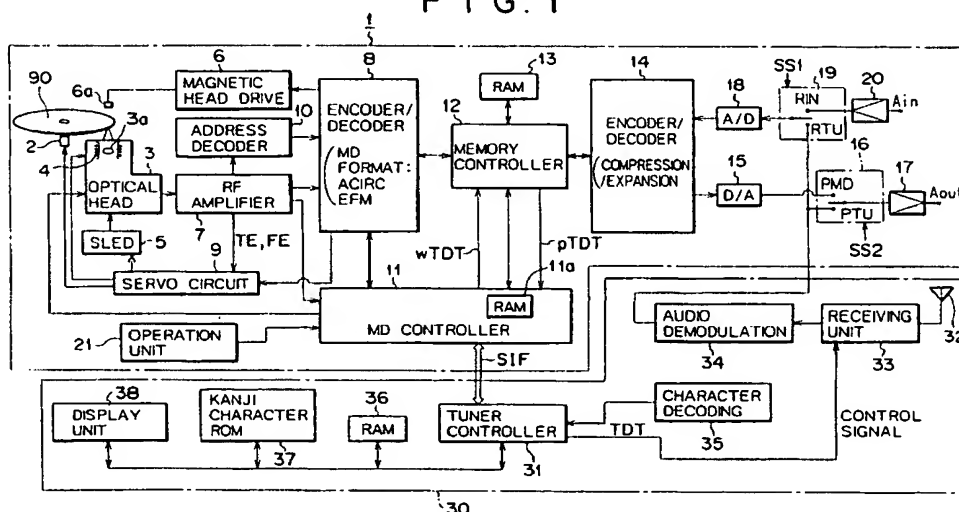 FIG. 1
1
6
8
13
14
SS1
19
20
90
6a
MAGNETIC
HEAD DRIVE
10
12
RAM
18
RIN
Ain
2
3a
ADDRESS
DECODER
ENCODER/
DECODER
MEMORY
CONTROLLER
ENCODER/
DECODER
A/D
RTU
4
3
(MD
FORMAT:
ACIRC
EFM
(COMPRESSION
/EXPANSION)
15
16
17
OPTICAL
HEAD
RF
AMPLIFIER
D/A
PMD
Aout
SLED
5
7
TE, FE
9
wTDT
pTDT
PTU
SS2
SERVO CIRCUIT
11
11a
RAM
32
21
OPERATION
UNIT
MD CONTROLLER
AUDIO
DEMODULATION
RECEIVING
UNIT
34
33
SIF
38
KANJI
CHARACTER
ROM
36
TUNER
CONTROLLER
CHARACTER
DECODING
DISPLAY
UNIT
RAM
TDT
35
CONTROL
SIGNAL
37
31
30